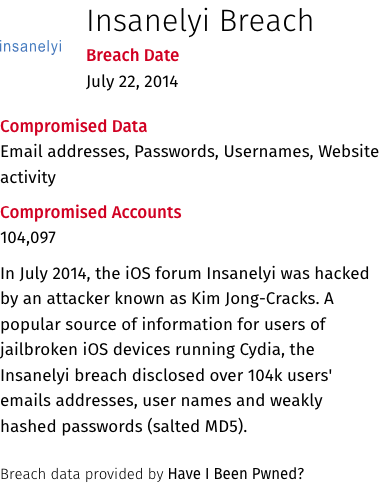 Insanelyi Breach
insanelyi
Breach Date
July 22, 2014
Compromised Data
Email addresses, Passwords, Usernames, Website
activity
Compromised Accounts
104,097
In July 2014, the iOS forum Insanelyi was hacked
by an attacker known as Kim Jong-Cracks. A
popular source of information for users of
jailbroken iOS devices running Cydia, the
Insanelyi breach disclosed over 104k users'
emails addresses, user names and weakly
hashed passwords (salted MD5).
Breach data provided by Have I Been Pwned?